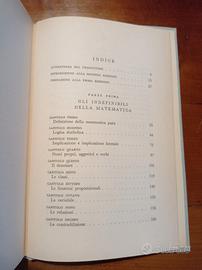 INDICE
AVVERTENZA DEL TRADUTTORE
INTRODUZIONE ALLA SECONDA EDIZIONE
PREFAZIONE ALLA PRIMA EDIZIONE
PARTE PRIMA
GLI INDEFINIBILI
DELLA MATEMATICA
CAPITOLO PRIMO
Definizione della matematica pura
CAPITOLO SECONDO
Logica simbolica
CAPITOLO TERZO
Implicazione e implicazione formale
CAPITOLO QUARTO
Nomi propri, aggettivi e verbi
CAPITOLO QUINTO
Il denotare
CAPITOLO SESTO
Le classi
CAPITOLO SETTIMO
Le funzioni proposizionali
CAPITOLO OTTAVO
La variabile
CAPITOLO NONO
Le relazioni
CAPITOLO DECIMO
La contraddizione